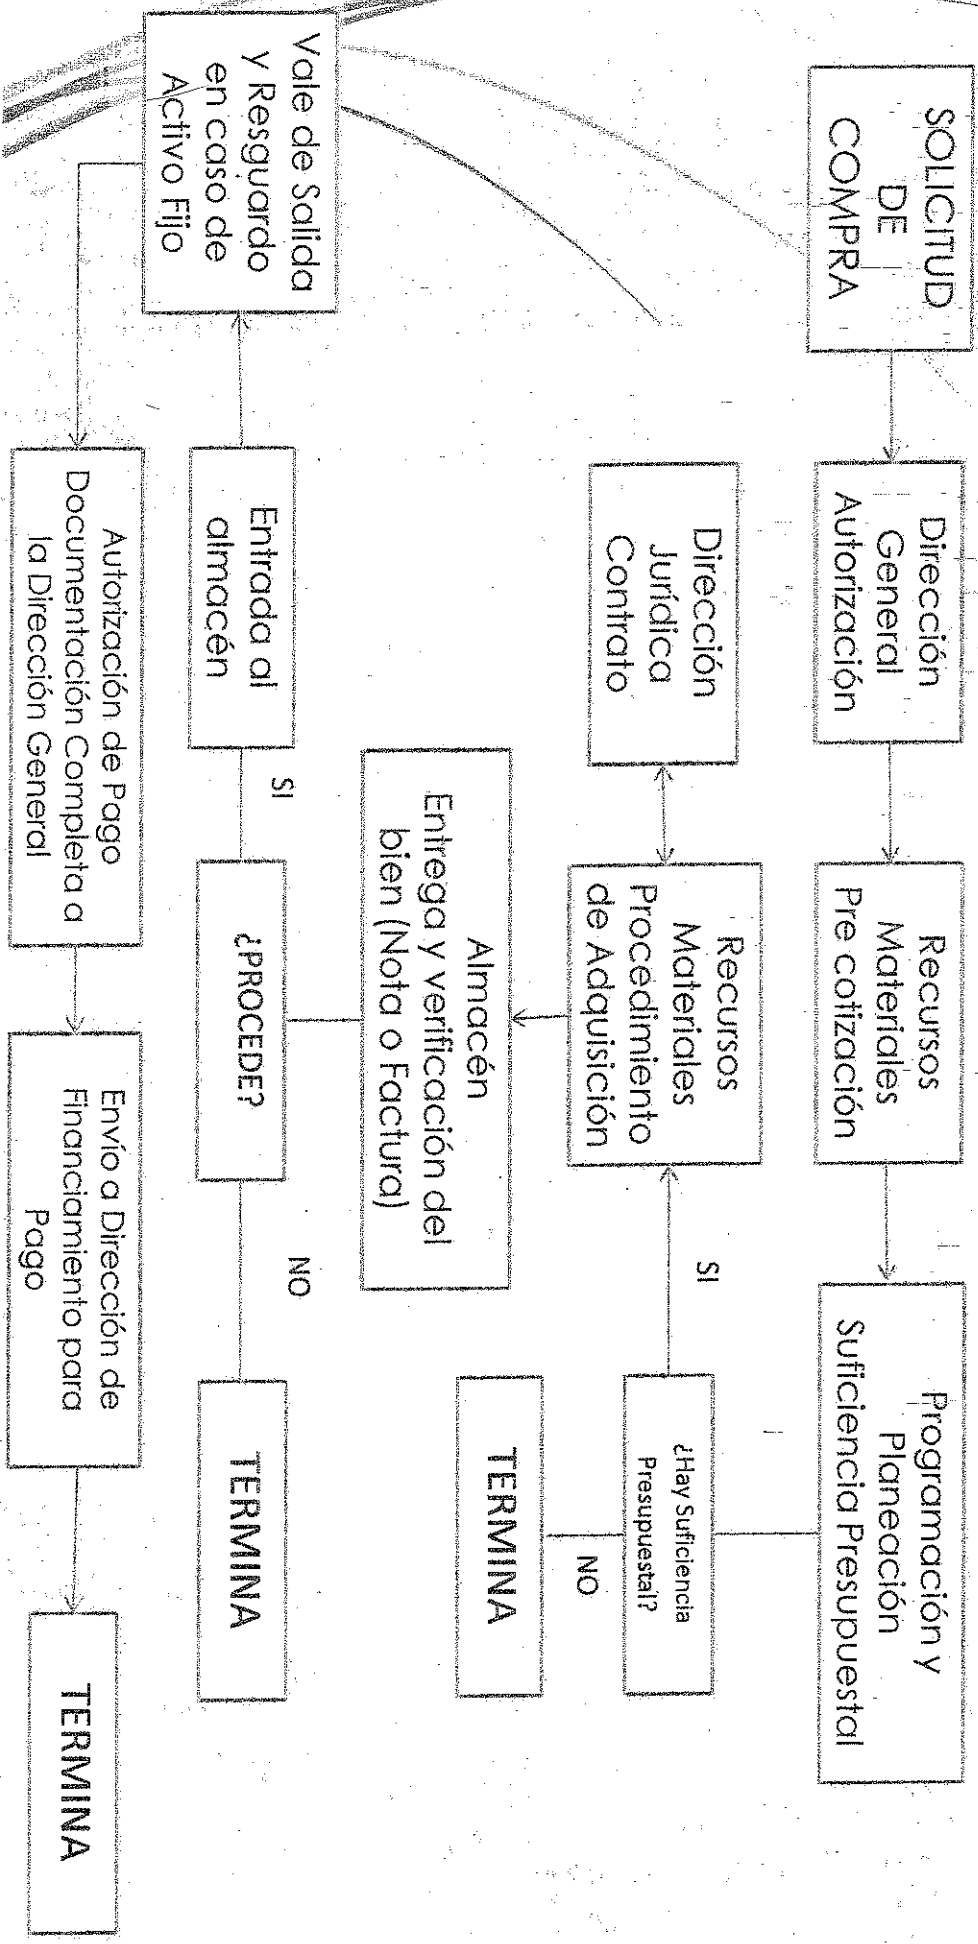 SOLICITUD
DE
COMPRA
Dirección
General
Autorización
Recursos
Materiales
Pre cotización
Programación y
Planeación
Suficiencia Presupuestal
¿Hay Suficiencia
Presupuestal?
SI
NO
TERMINA
Recursos
Materiales
Procedimiento
de Adquisición
Dirección
Jurídica
Contrato
Almacén
Entrega y verificación del
bien (Nota o Factura)
¿PROCEDE?
SI
NO
TERMINA
Entrada al
almacén
Vale de Salida
y Resguardo
en caso de
Activo Fijo
Autorización de Pago
Documentación Completa a
la Dirección General
Envío a Dirección de
Financiamiento para
Pago
TERMINA